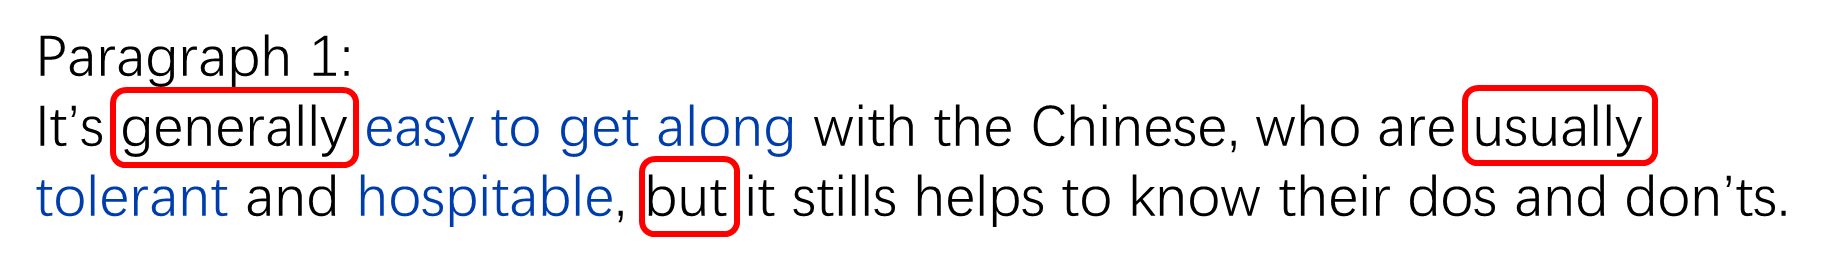 Paragraph 1:
It’s generally easy to get along with the Chinese, who are usually
tolerant and hospitable, but it stills helps to know their dos and don’ts.